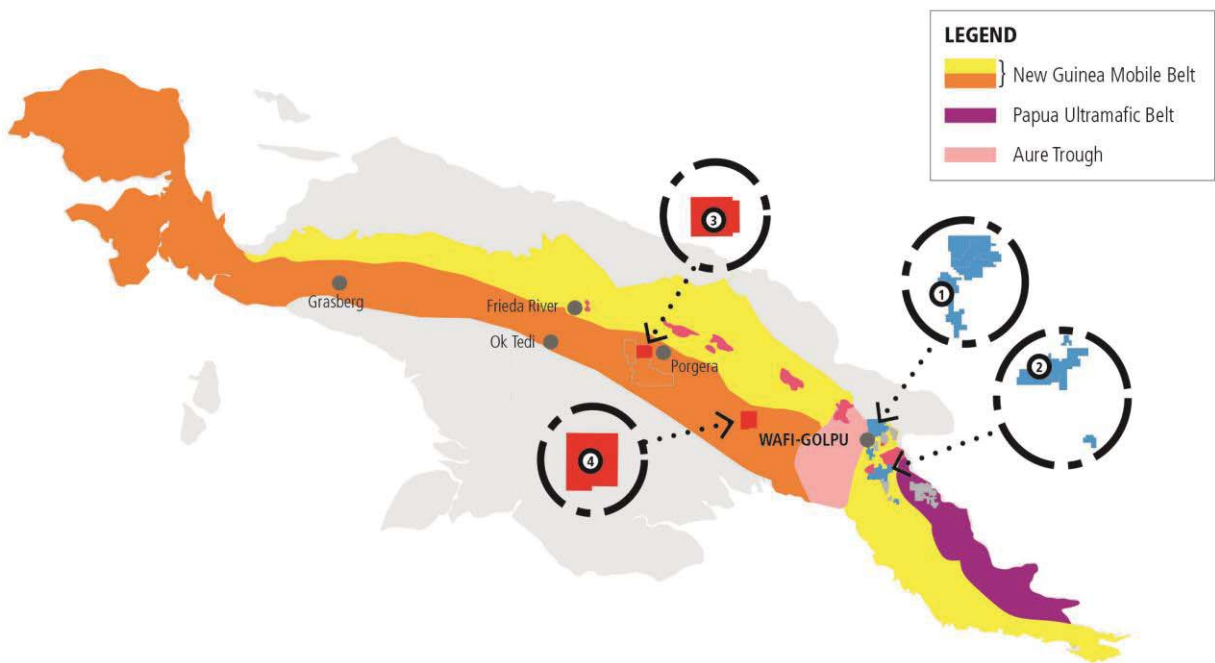 LEGEND
New Guinea Mobile Belt
Papua Ultramafic Belt
Aure Trough
3
1
2
Grasberg
Frieda River
Ok Tedi
Porgera
WAFI-GOLPU
4